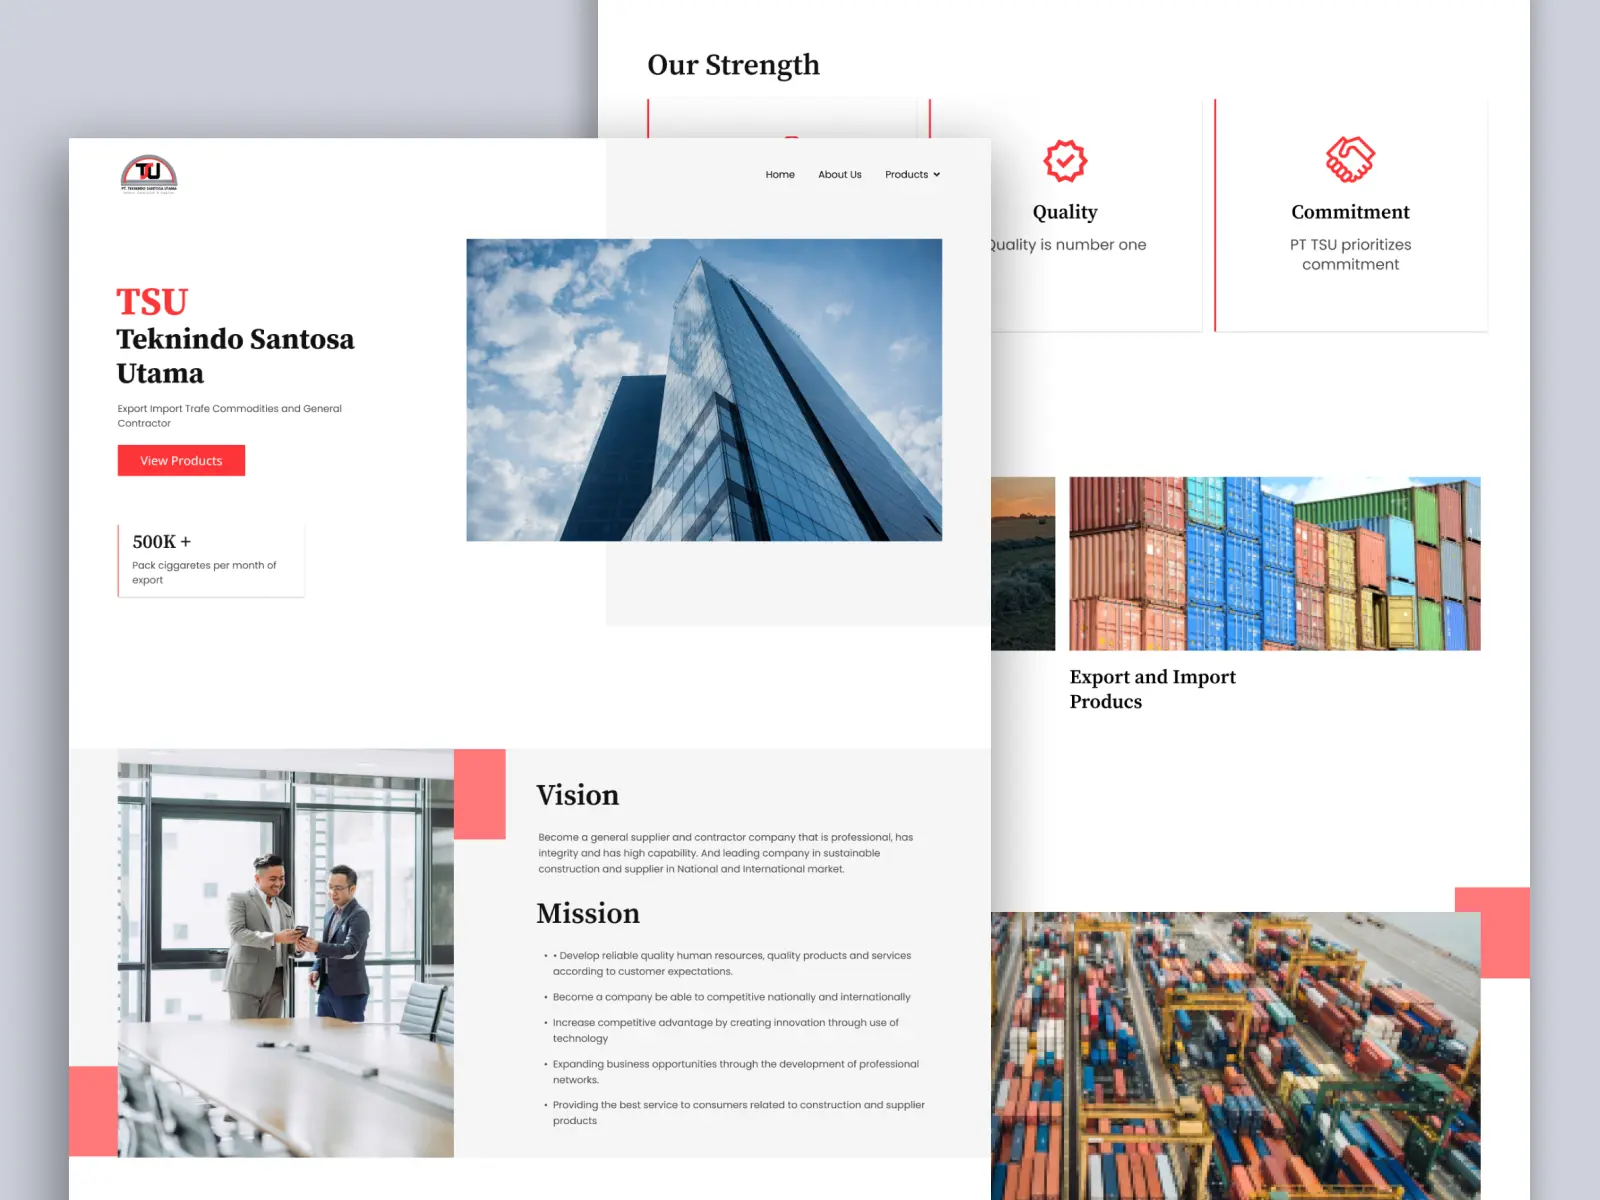 Our Strength
Quality
Quality is number one
Commitment
PT TSU prioritizes
commitment
TSU
PT. TEKNINDO SANTOSA UTAMA
Home
About Us
Products
TSU
Teknindo Santosa
Utama
Export Import Trafe Commodities and General
Contractor
View Products
500K +
Pack ciggaretes per month of
export
Export and Import
Producs
Vision
Become a general supplier and contractor company that is professional, has
integrity and has high capability. And leading company in sustainable
construction and supplier in National and International market.
Mission
• • Develop reliable quality human resources, quality products and services
according to customer expectations.
• Become a company be able to competitive nationally and internationally
• Increase competitive advantage by creating innovation through use of
technology
• Expanding business opportunities through the development of professional
networks.
• Providing the best service to consumers related to construction and supplier
products